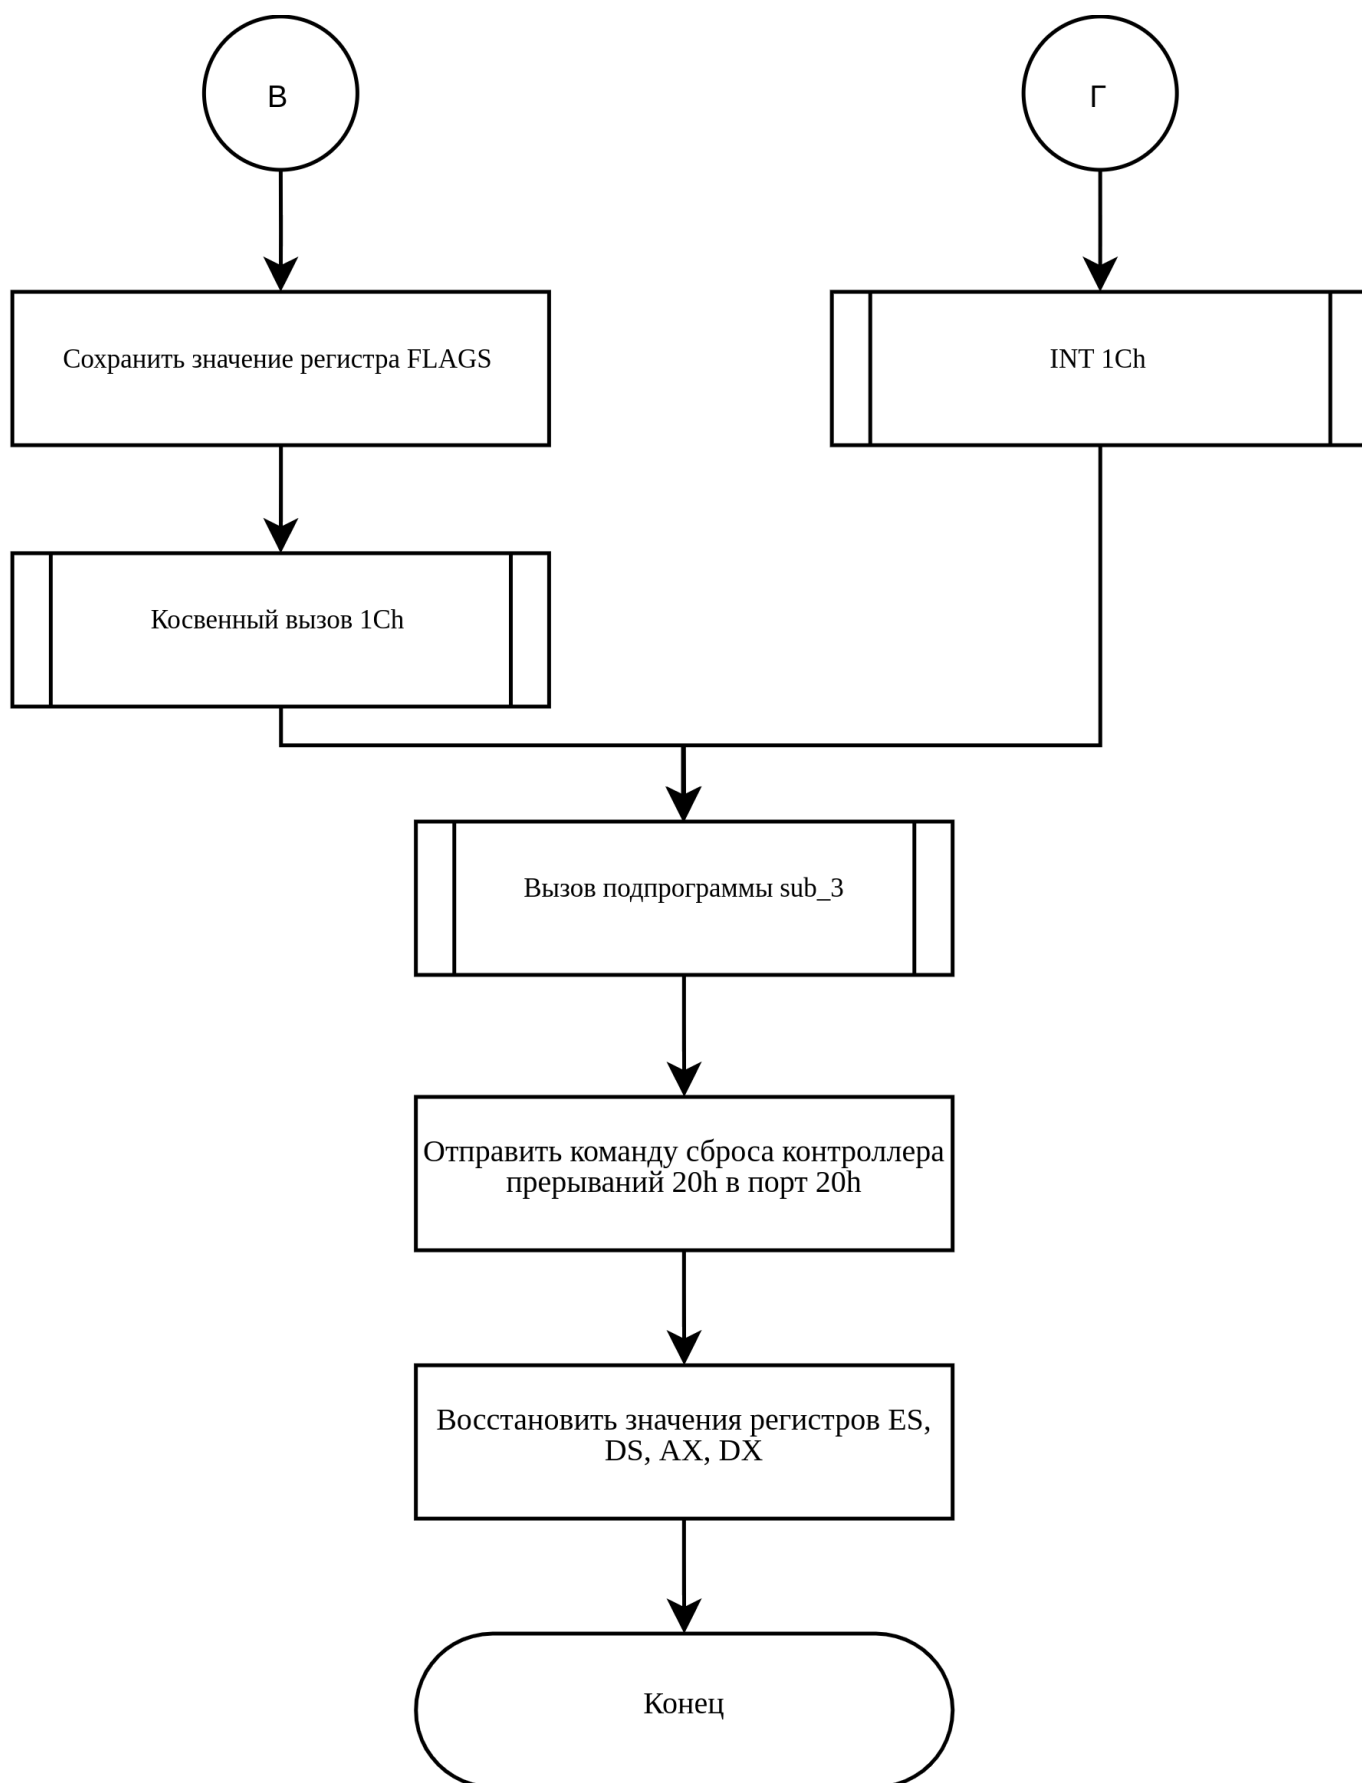 В
Г
Сохранить значение регистра FLAGS
INT 1Ch
Косвенный вызов 1Ch
Вызов подпрограммы sub_3
Отправить команду сброса контроллера
прерываний 20h в порт 20h
Восстановить значения регистров ES,
DS, AX, DX
Конец